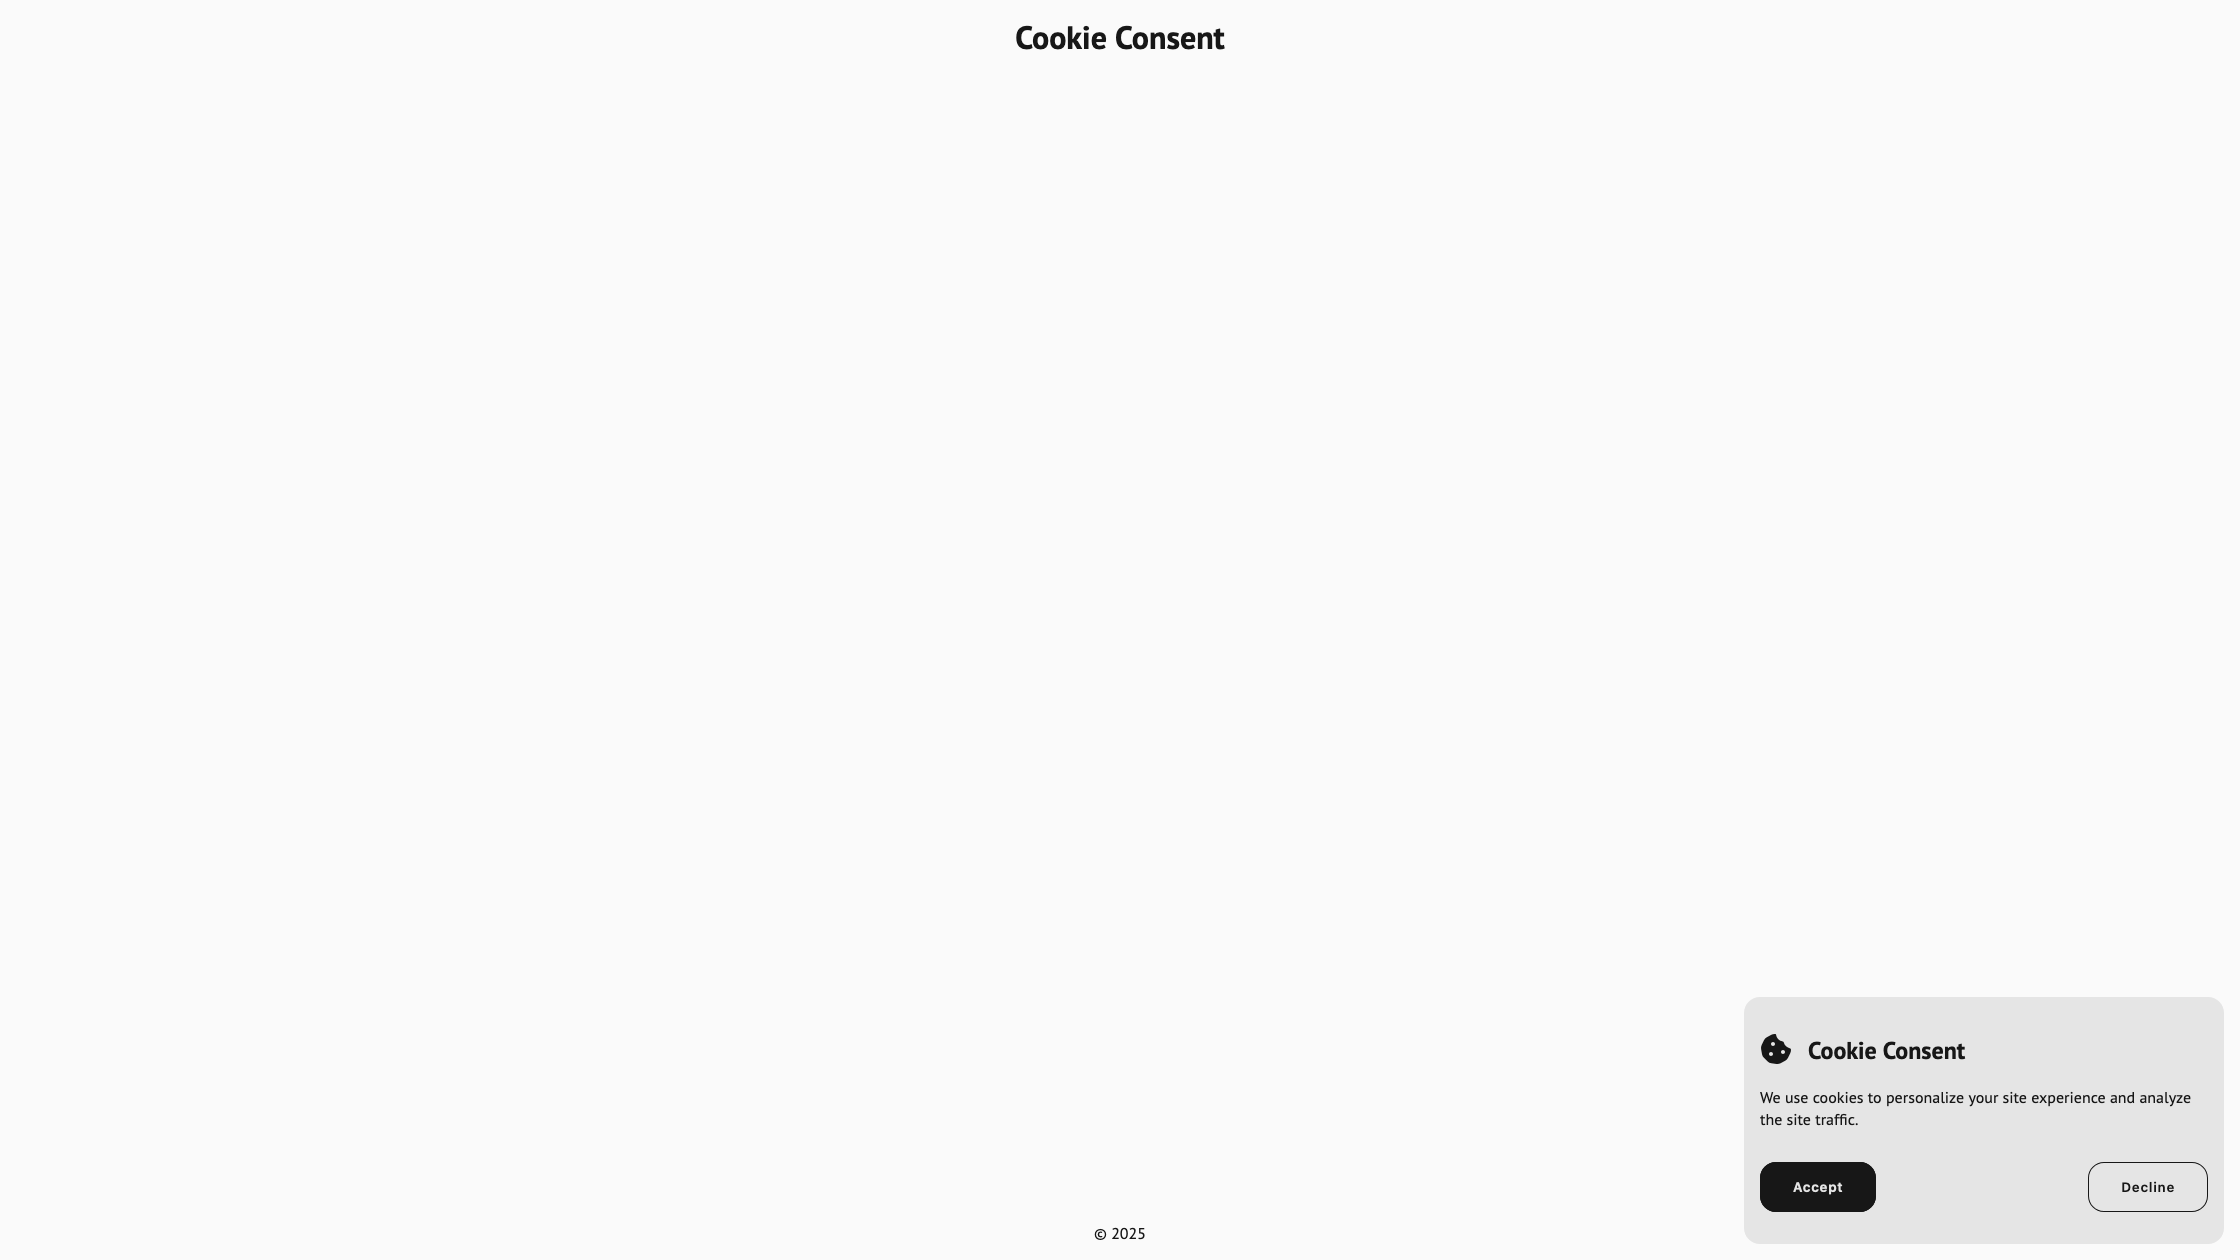 Cookie Consent
Cookie Consent
We use cookies to personalize your site experience and analyze
the site traffic.
Accept
Decline
© 2025